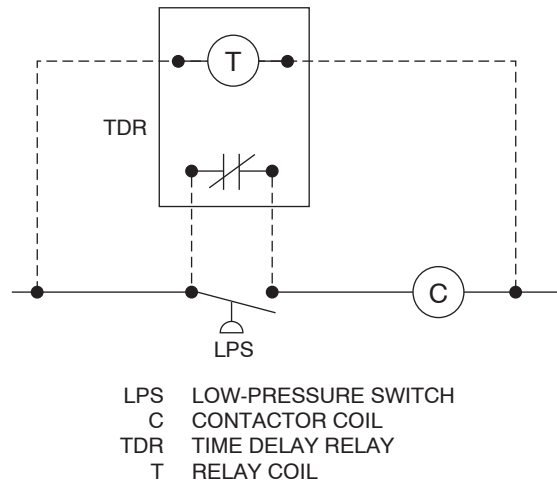 T
TDR
C
LPS
LPS LOW-PRESSURE SWITCH
C CONTACTOR COIL
TDR TIME DELAY RELAY
T RELAY COIL